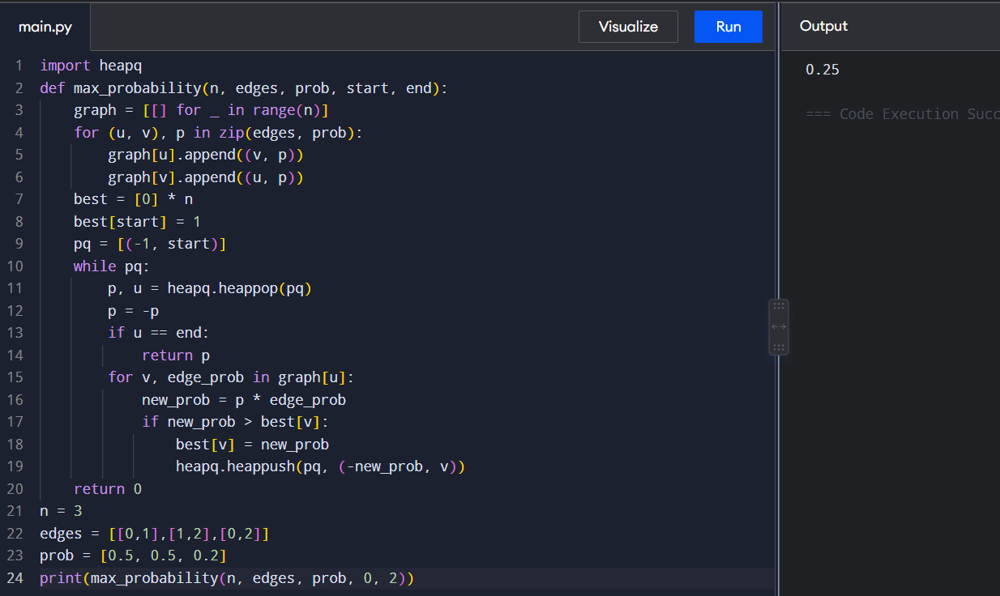 main.py
Visualize
Run
Output
1 import heapq
2 def max_probability(n, edges, prob, start, end):
3     graph = [[] for _ in range(n)]
4     for (u, v), p in zip(edges, prob):
5         graph[u].append((v, p))
6         graph[v].append((u, p))
7     best = [0] * n
8     best[start] = 1
9     pq = [(-1, start)]
10     while pq:
11         p, u = heapq.heappop(pq)
12         p = -p
13         if u == end:
14             return p
15         for v, edge_prob in graph[u]:
16             new_prob = p * edge_prob
17             if new_prob > best[v]:
18                 best[v] = new_prob
19                 heapq.heappush(pq, (-new_prob, v))
20     return 0
21 n = 3
22 edges = [[0,1],[1,2],[0,2]]
23 prob = [0.5, 0.5, 0.2]
24 print(max_probability(n, edges, prob, 0, 2))
0.25
=== Code Execution Succ